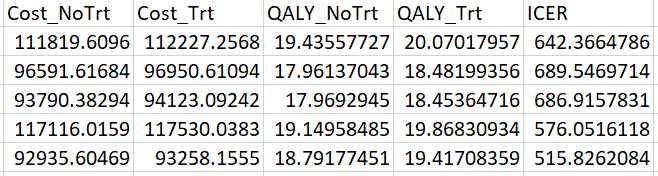 Cost_NoTrt Cost_Trt QALY_NoTrt QALY_Trt ICER
111819.6096 112227.2568 19.43557727 20.07017957 642.3664786
96591.61684 96950.61094 17.96137043 18.48199356 689.5469714
93790.38294 94123.09242 17.9692945 18.45364716 686.9157831
117116.0159 117530.0383 19.14958485 19.86830934 576.0516118
92935.60469 93258.1555 18.79177451 19.41708359 515.8262084